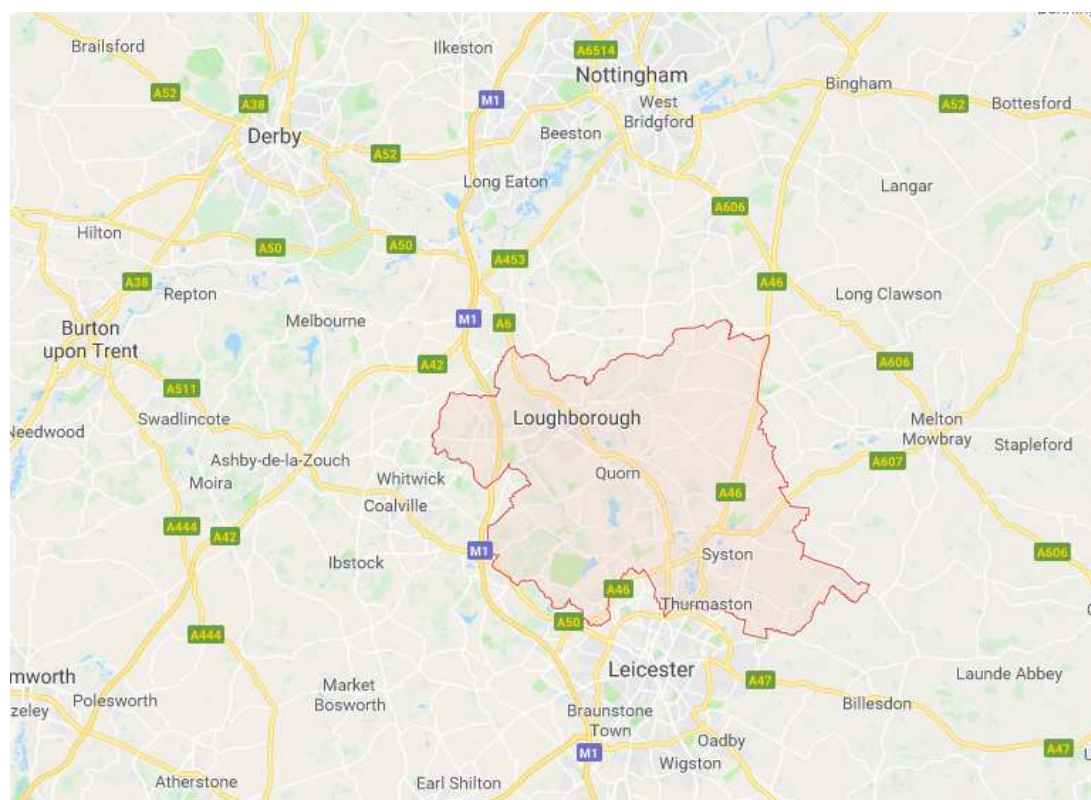 Brailsford
Ilkeston
A6514
Nottingham
A52
A38
M1
West
Bridgford
Bingham
A52
Bottesford
Derby
Beeston
A52
Long Eaton
Langar
A606
Hilton
A50
A50
A453
A38
A46
Repton
Long Clawson
Melbourne
M1
A6
Burton
upon Trent
A42
A606
A511
Swadlincote
Loughborough
Melton
Mowbray
Needwood
Stapleford
Ashby-de-la-Zouch
A607
Moira
Whitwick
Quorn
Coalville
A46
A444
A42
M1
Syston
A606
Ibstock
A46
Thurmaston
A50
A444
Leicester
mworth
A47
Launde Abbey
Polesworth
Market
Bosworth
Billesdon
zeley
Braunstone
Town
Oadby
A47
M1
Wigston
Atherstone
Earl Shilton